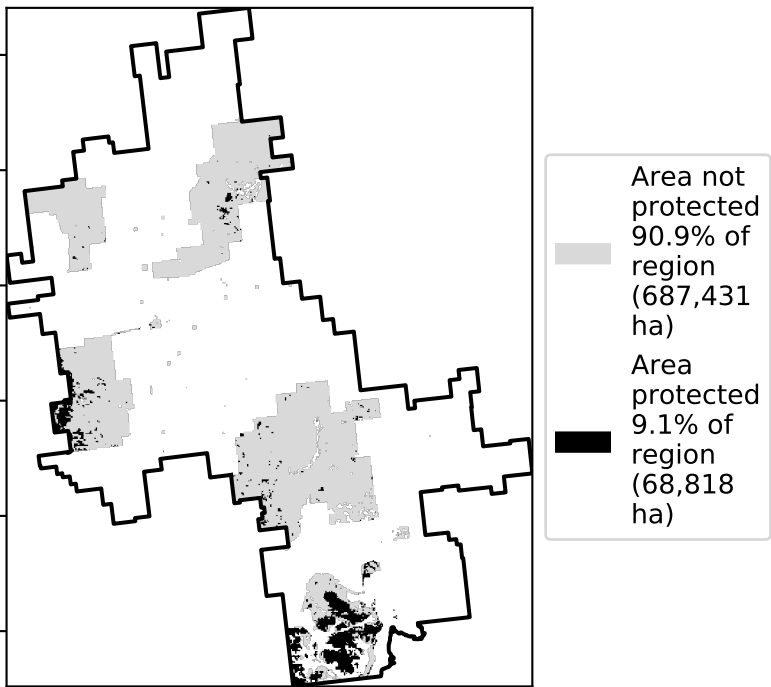 Area not
protected
90.9% of
region
(687,431
ha)
Area
protected
9.1% of
region
(68,818
ha)